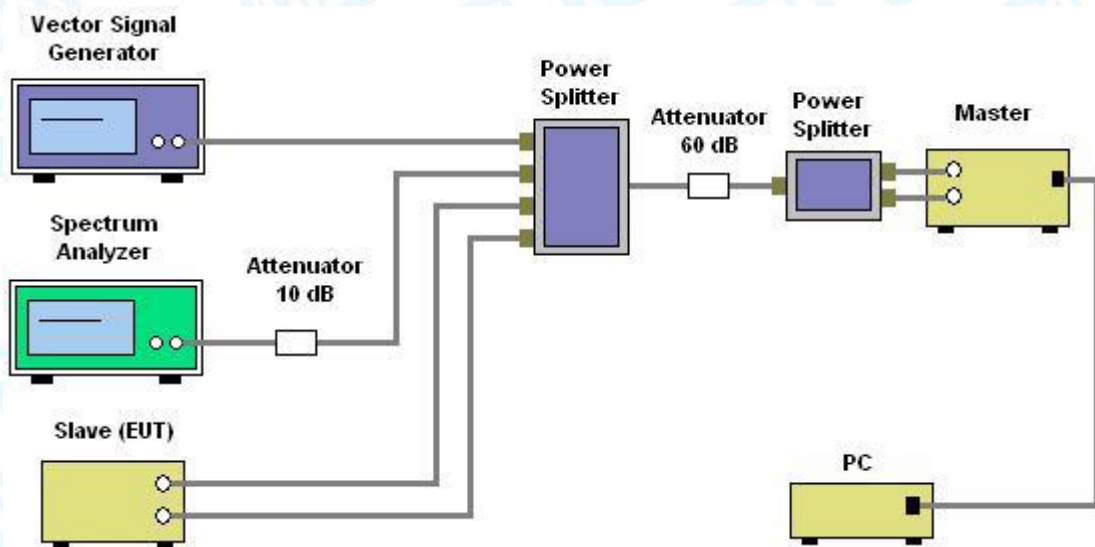 Vector Signal
Generator
Power
Splitter
Attenuator
60 dB
Power
Splitter
Master
Spectrum
Analyzer
Attenuator
10 dB
Slave (EUT)
PC